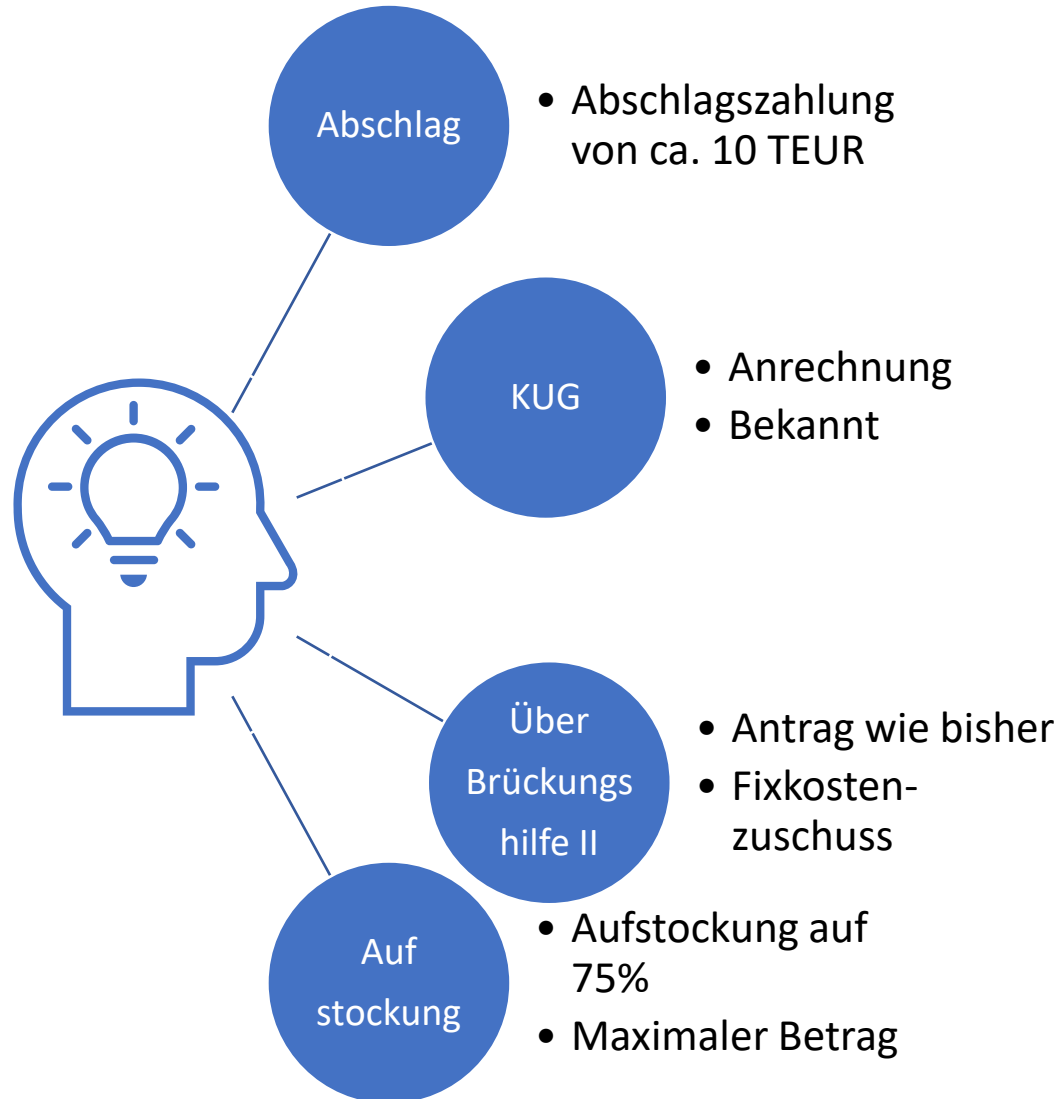 Abschlag
• Abschlagszahlung
von ca. 10 TEUR
KUG
• Anrechnung
• Bekannt
Über
Brückungs
hilfe II
• Antrag wie bisher
• Fixkosten-
zuschuss
Auf
stockung
• Aufstockung auf
75%
• Maximaler Betrag